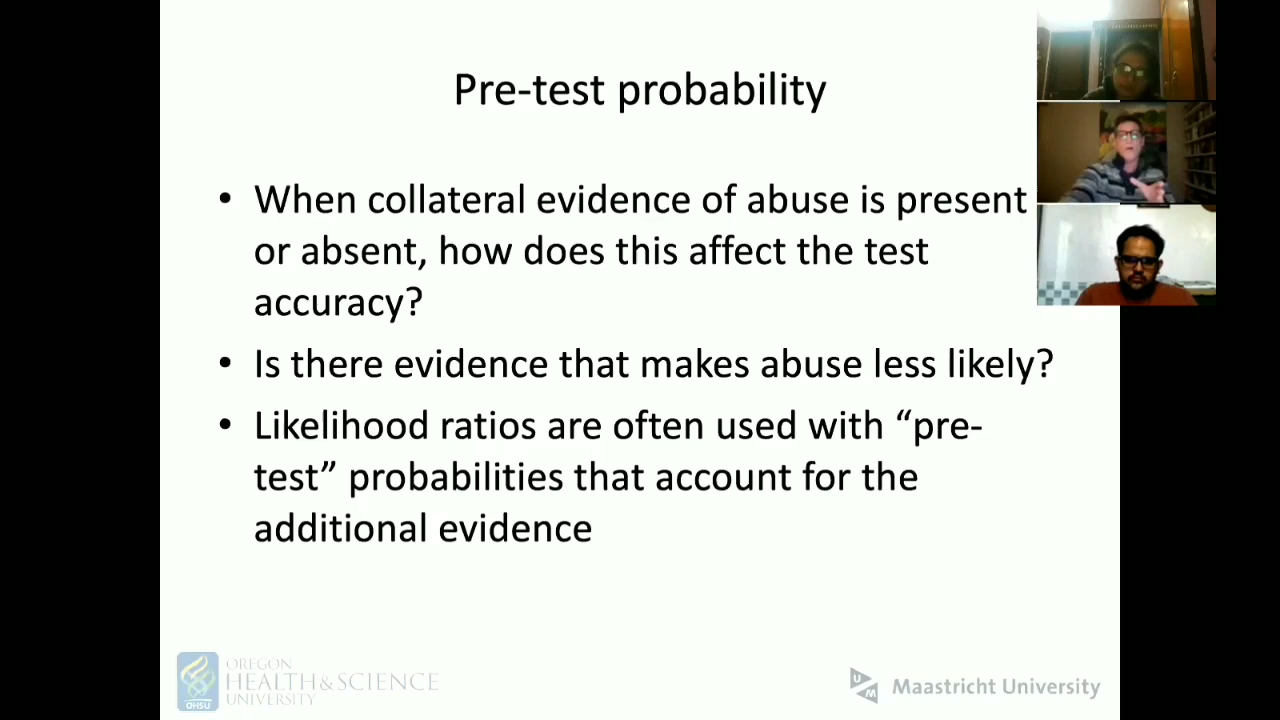 Pre-test probability
• When collateral evidence of abuse is present
or absent, how does this affect the test
accuracy?
• Is there evidence that makes abuse less likely?
• Likelihood ratios are often used with “pre-
test” probabilities that account for the
additional evidence
OHSU
OREGON
HEALTH&SCIENCE
UNIVERSITY
UM
Maastricht University